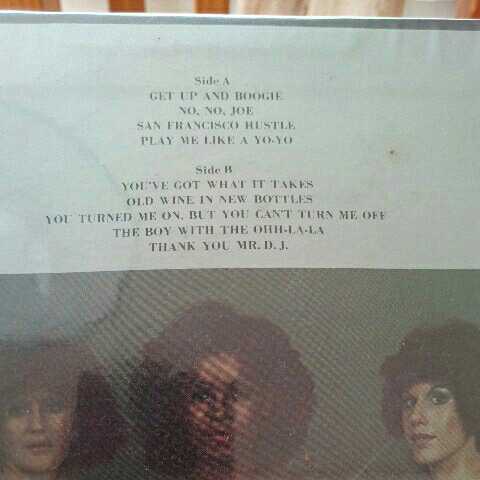 Side A
GET UP AND BOOGIE
NO, NO, JOE
SAN FRANCISCO HUSTLE
PLAY ME LIKE A YO-YO
Side B
YOU'VE GOT WHAT IT TAKES
OLD WINE IN NEW BOTTLES
YOU TURNED ME ON, BUT YOU CAN'T TURN ME OFF
THE BOY WITH THE OHH-LA-LA
THANK YOU MR. D. J.